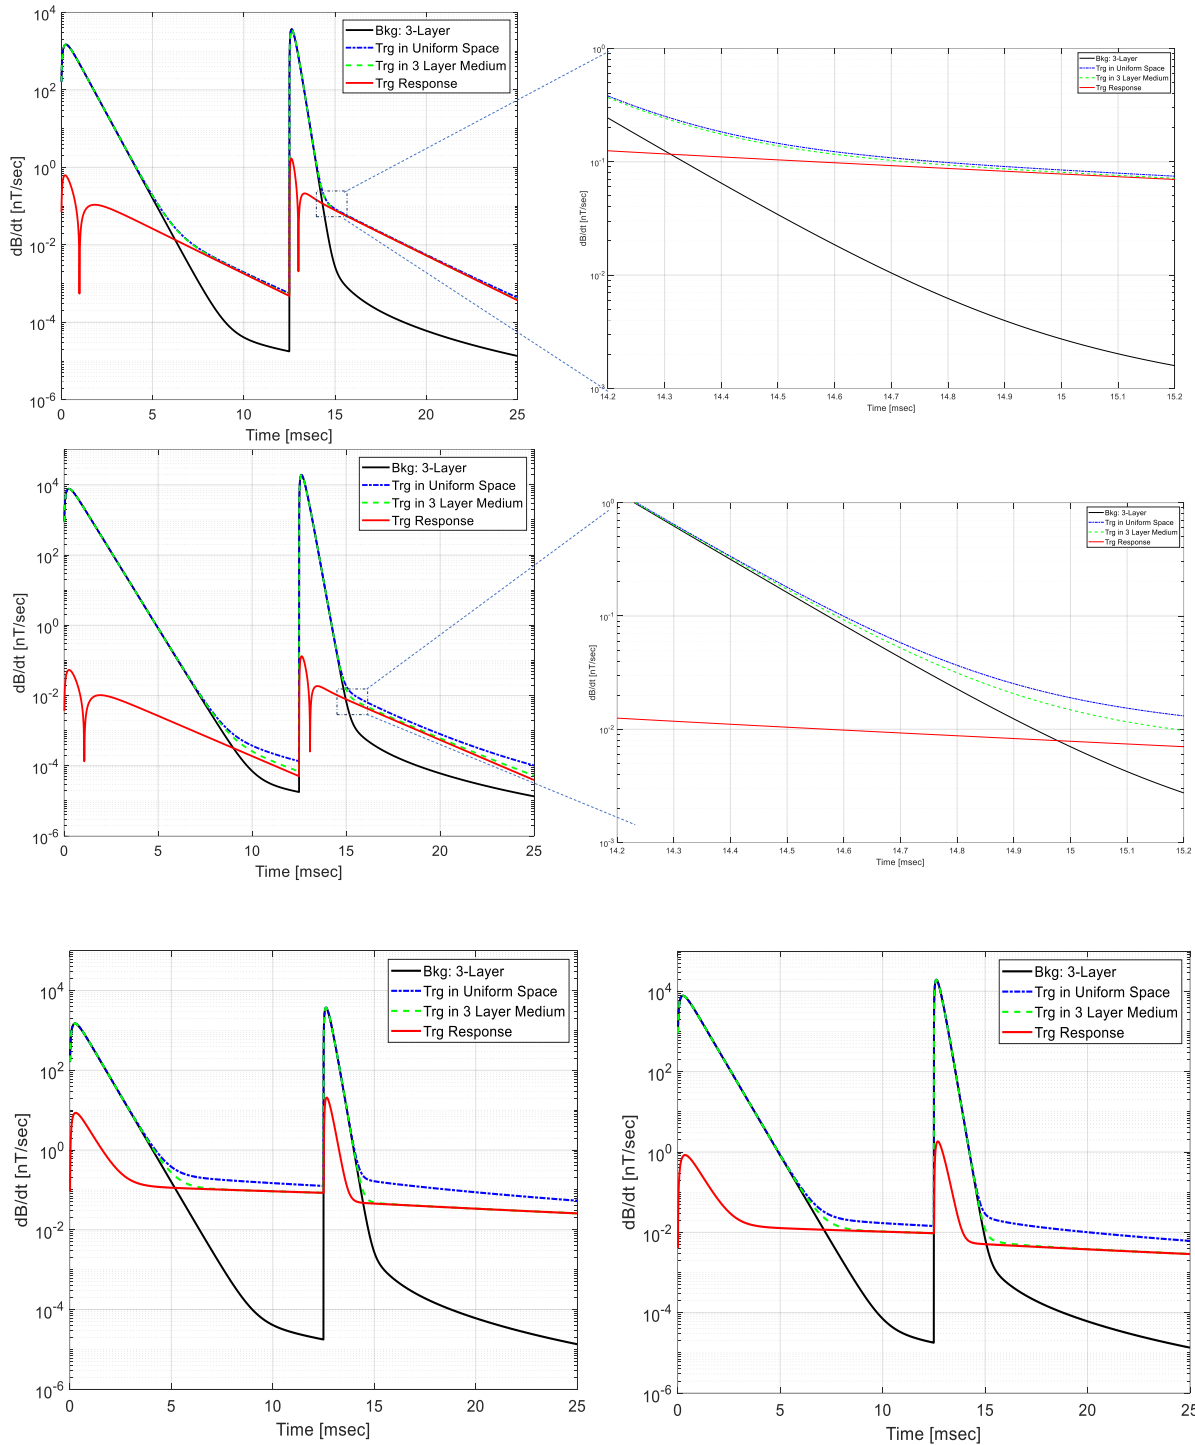 10^4
10^2
10^0
10^-2
10^-4
10^-6
dB/dt [nT/sec]
0 5 10 15 20 25
Time [msec]
Bkg: 3-Layer
Trg in Uniform Space
Trg in 3 Layer Medium
Trg Response
10^0
10^-1
10^-2
10^-3
dB/dt [nT/sec]
14.2 14.3 14.4 14.5 14.6 14.7 14.8 14.9 15 15.1 15.2
Time [msec]
Bkg: 3-Layer
Trg in Uniform Space
Trg in 3 Layer Medium
Trg Response
10^4
10^2
10^0
10^-2
10^-4
10^-6
dB/dt [nT/sec]
0 5 10 15 20 25
Time [msec]
Bkg: 3-Layer
Trg in Uniform Space
Trg in 3 Layer Medium
Trg Response
10^0
10^-1
10^-2
10^-3
dB/dt [nT/sec]
14.2 14.3 14.4 14.5 14.6 14.7 14.8 14.9 15 15.1 15.2
Time [msec]
Bkg: 3-Layer
Trg in Uniform Space
Trg in 3 Layer Medium
Trg Response
10^4
10^2
10^0
10^-2
10^-4
10^-6
dB/dt [nT/sec]
0 5 10 15 20 25
Time [msec]
Bkg: 3-Layer
Trg in Uniform Space
Trg in 3 Layer Medium
Trg Response
10^4
10^2
10^0
10^-2
10^-4
10^-6
dB/dt [nT/sec]
0 5 10 15 20 25
Time [msec]
Bkg: 3-Layer
Trg in Uniform Space
Trg in 3 Layer Medium
Trg Response